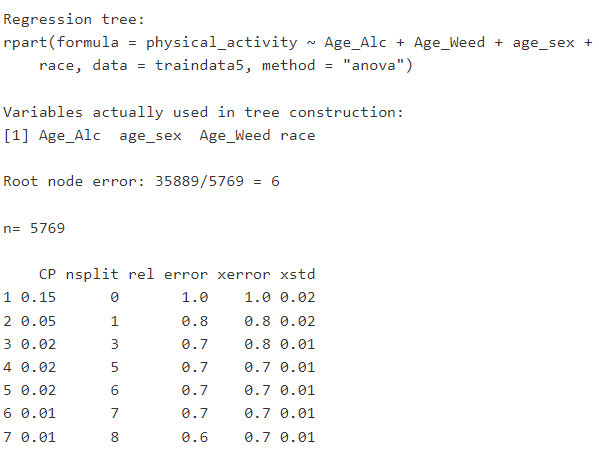 Regression tree:
rpart(formula = physical_activity ~ Age_Alc + Age_Weed + age_sex +
    race, data = traindata5, method = "anova")

Variables actually used in tree construction:
[1] Age_Alc  age_sex  Age_Weed race

Root node error: 35889/5769 = 6

n= 5769

    CP nsplit rel error xerror xstd
1 0.15      0       1.0    1.0 0.02
2 0.05      1       0.8    0.8 0.02
3 0.02      3       0.7    0.8 0.01
4 0.02      5       0.7    0.7 0.01
5 0.02      6       0.7    0.7 0.01
6 0.01      7       0.7    0.7 0.01
7 0.01      8       0.6    0.7 0.01